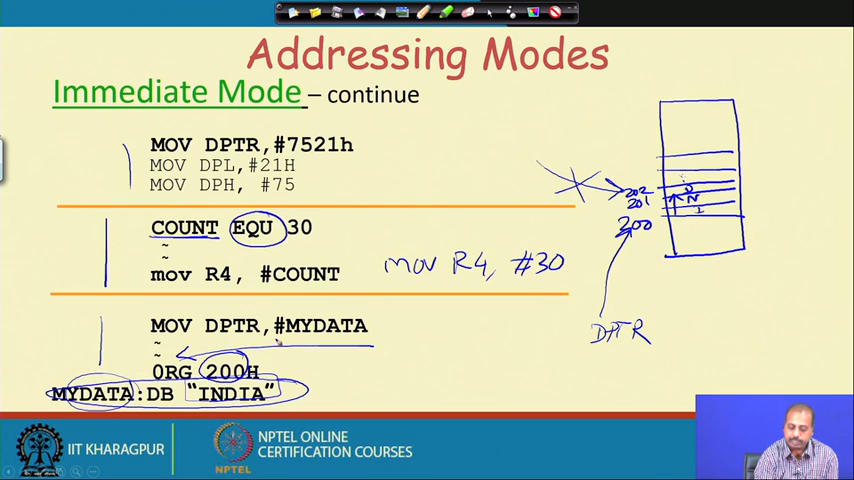 Addressing Modes
Immediate Mode – continue
MOV DPTR,#7521h
MOV DPL,#21H
MOV DPH, #75
COUNT EQU 30
~
~
mov R4, #COUNT
mov R4, #30
MOV DPTR,#MYDATA
~
~
0RG 200H
MYDATA:DB "INDIA"
202
201
200
D
N
I
DPTR
IIT KHARAGPUR
NPTEL
NPTEL ONLINE
CERTIFICATION COURSES